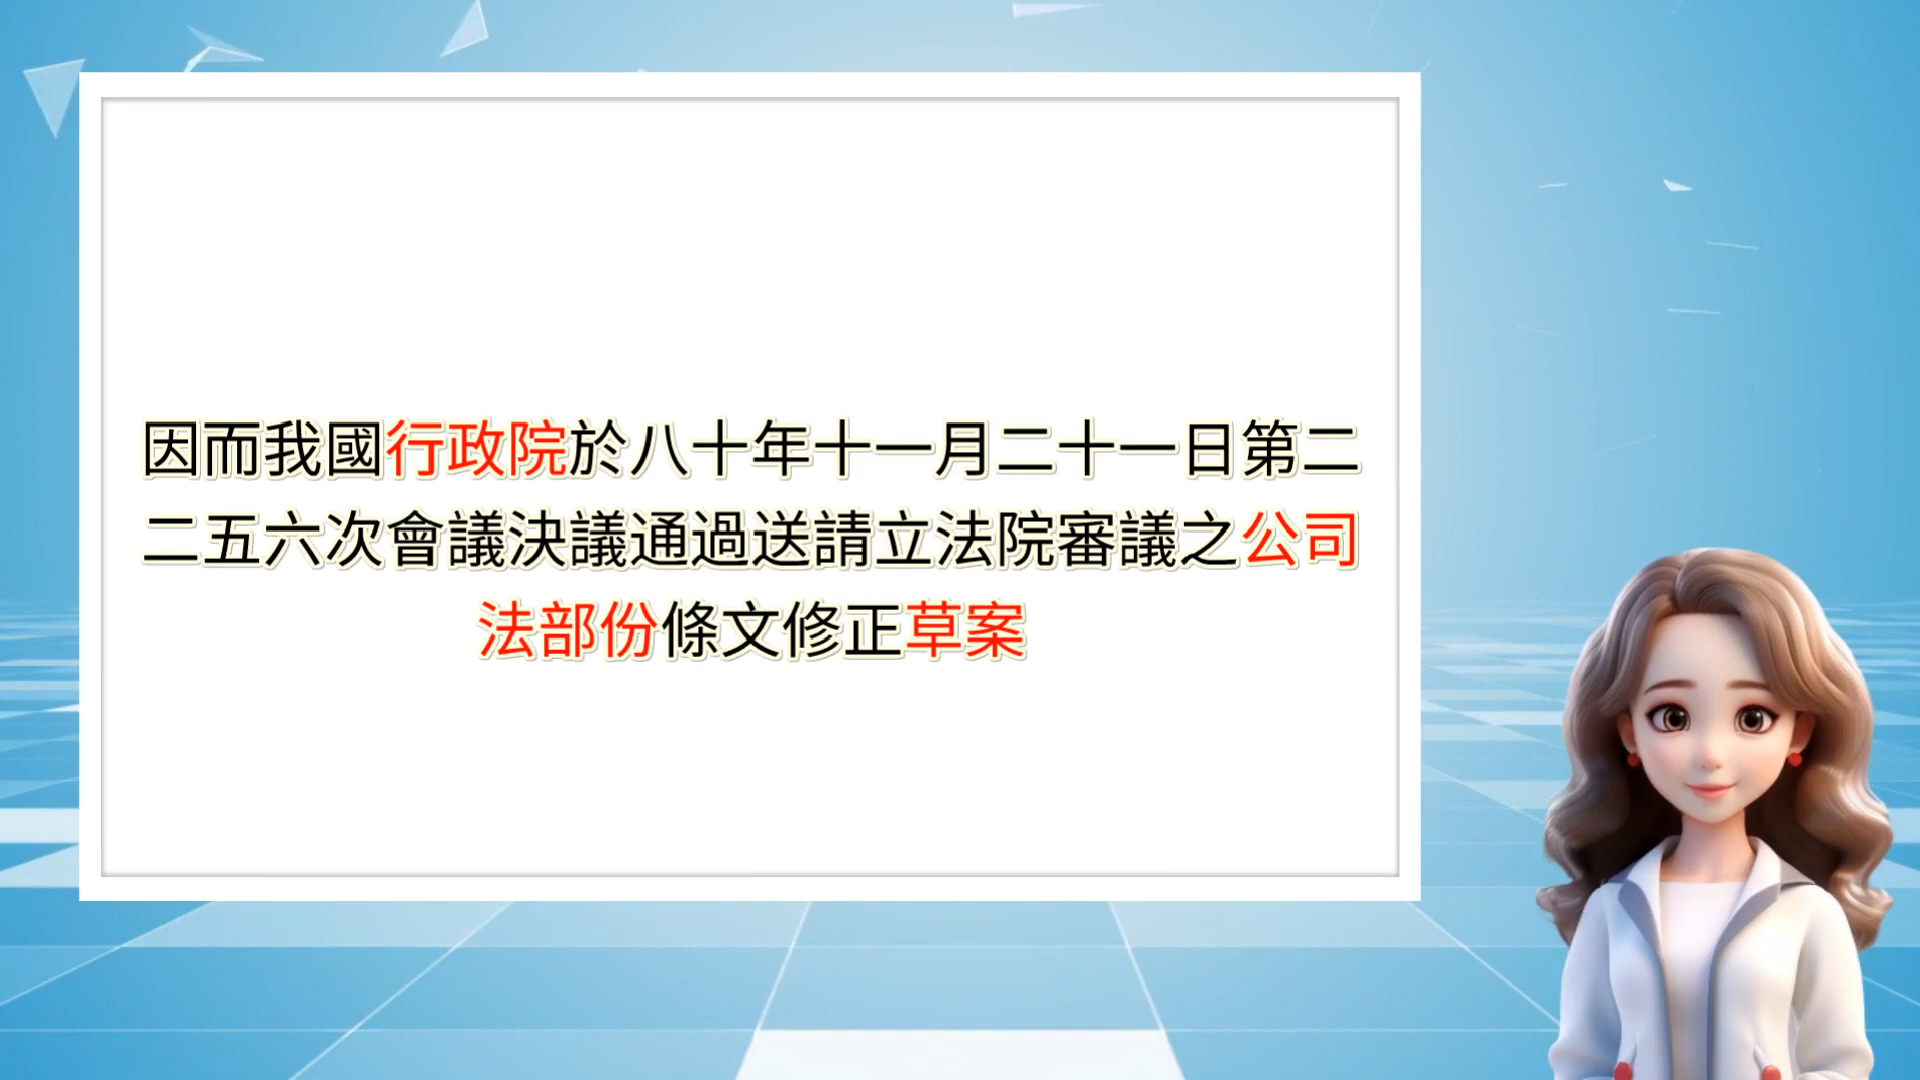 因而我國行政院於八十年十一月二十一日第二
二五六次會議決議通過送請立法院審議之公司
法部份條文修正草案